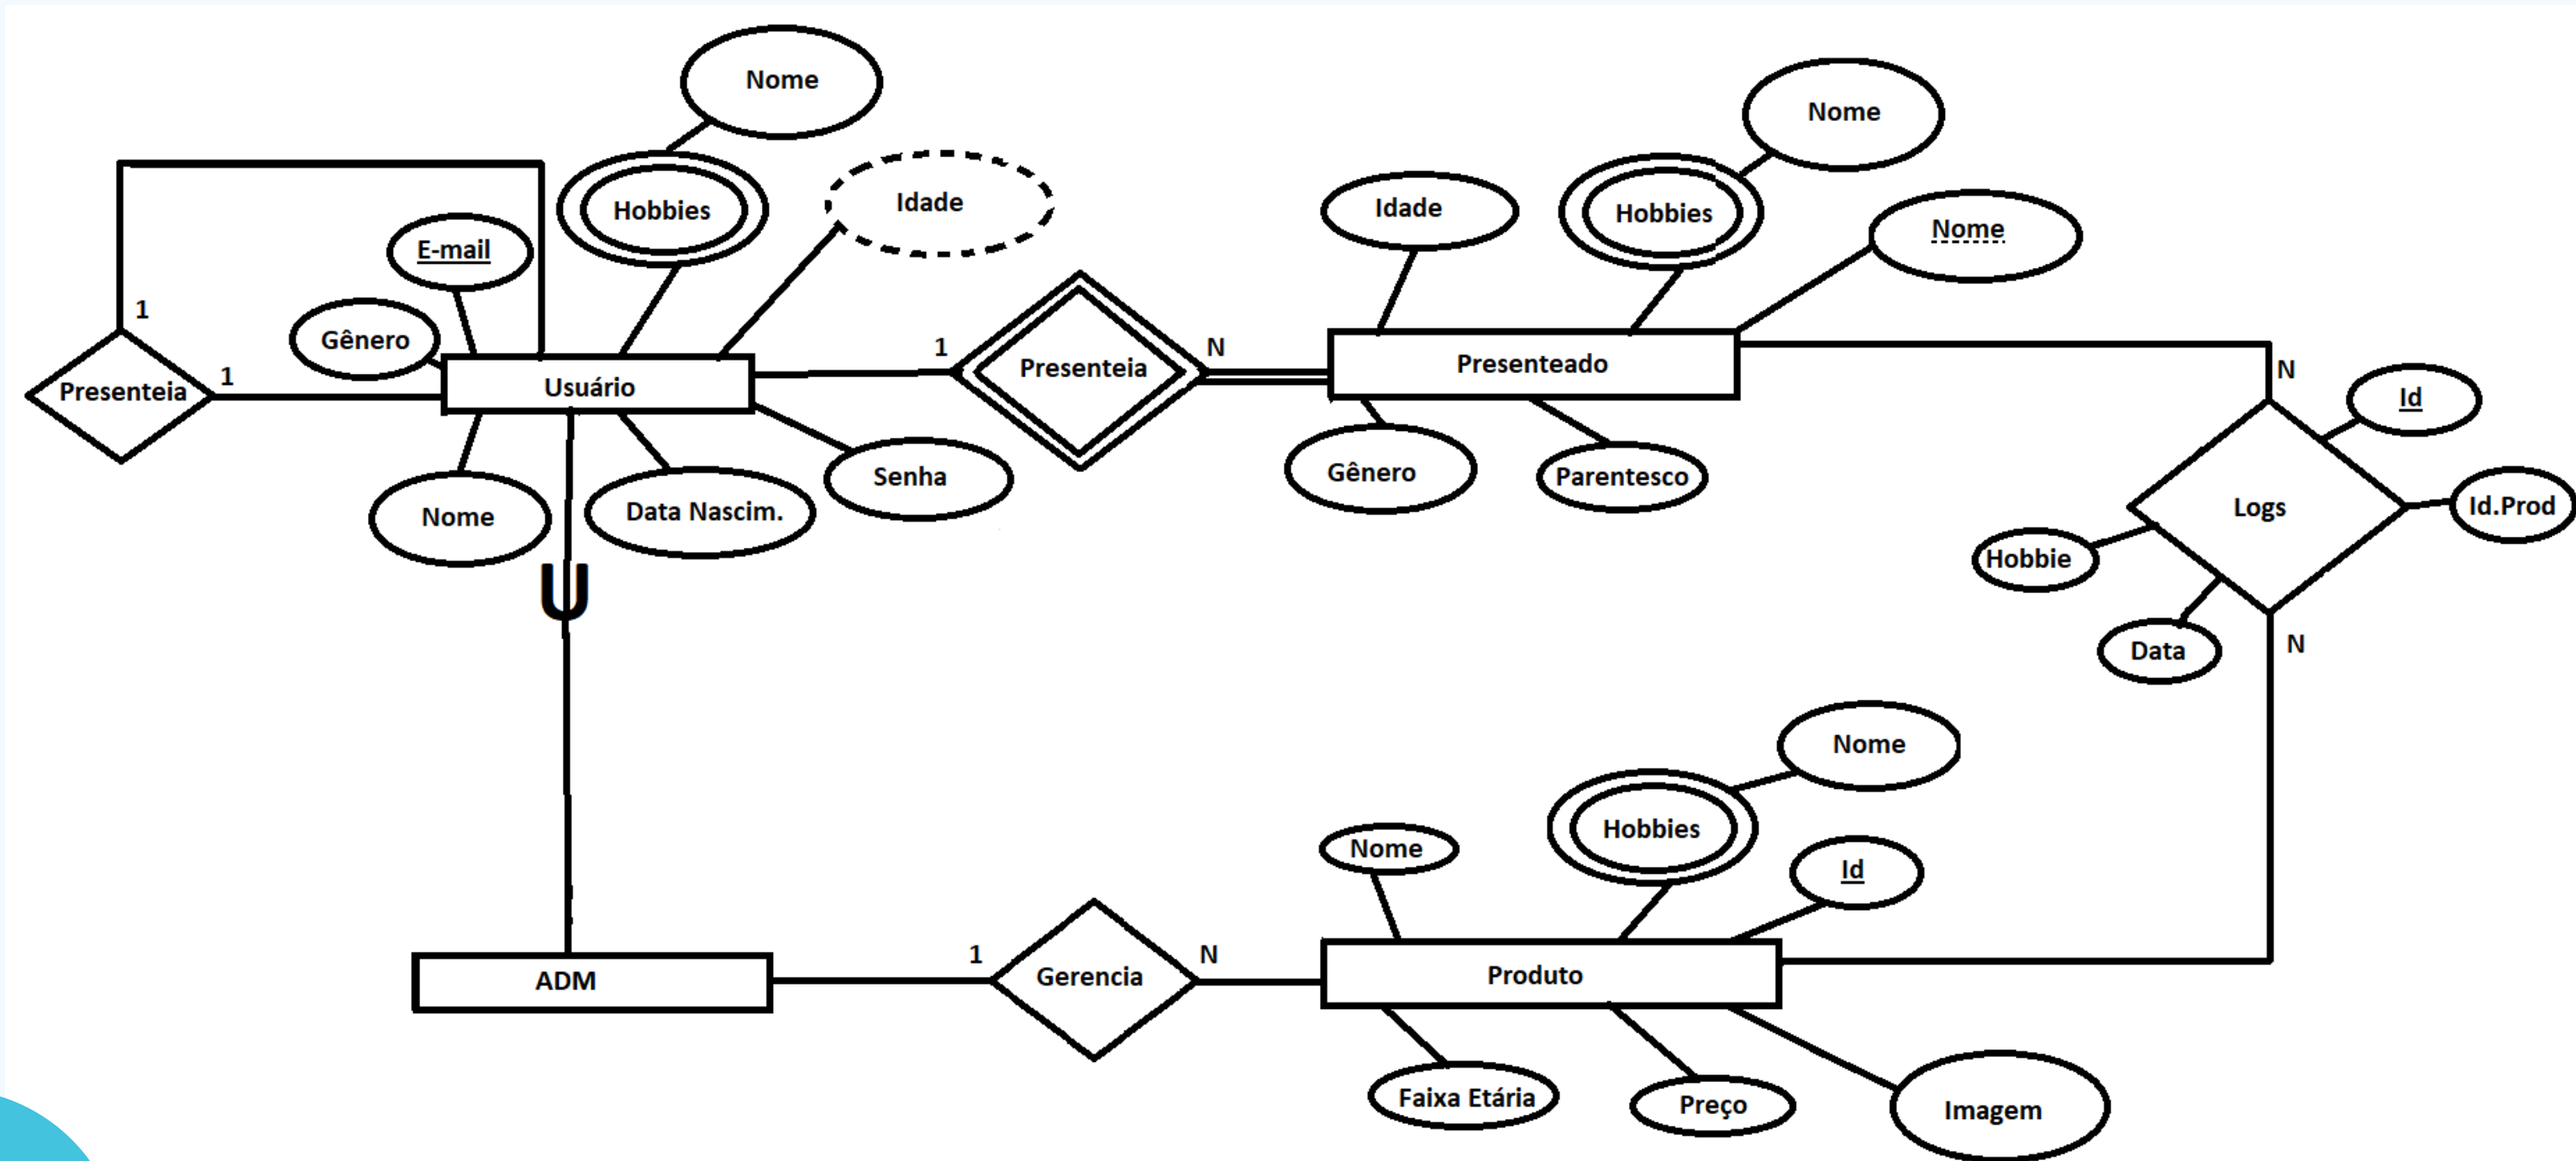 Nome
Nome
Hobbies
Idade
Idade
Hobbies
Nome
E-mail
1
Gênero
Presenteia
1
Usuário
1
Presenteia
N
Presenteado
N
Id
Nome
Data Nascim.
Senha
Gênero
Parentesco
Logs
Id.Prod
Hobbie
Data
N
U
Nome
Nome
Hobbies
Id
ADM
1
Gerencia
N
Produto
Faixa Etária
Preço
Imagem